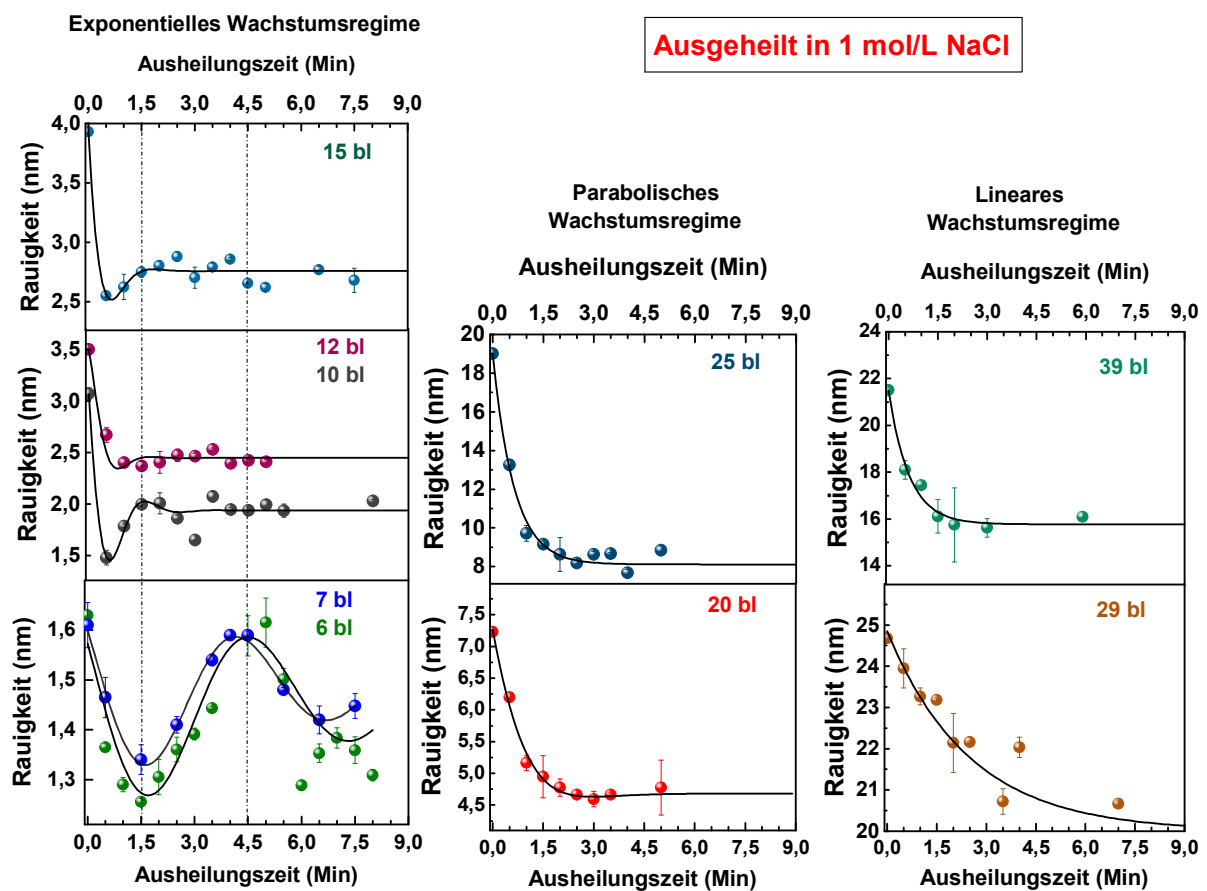 Exponentielles Wachstumsregime
Ausheilungszeit (Min)
0,0 1,5 3,0 4,5 6,0 7,5 9,0
Ausgeheilt in 1 mol/L NaCl
4,0
3,5
3,0
2,5
Rauigkeit (nm)
15 bl
3,5
3,0
2,5
2,0
1,5
Rauigkeit (nm)
12 bl
10 bl
1,6
1,5
1,4
1,3
Rauigkeit (nm)
7 bl
6 bl
0,0 1,5 3,0 4,5 6,0 7,5 9,0
Ausheilungszeit (Min)
Parabolisches
Wachstumsregime
Ausheilungszeit (Min)
0,0 1,5 3,0 4,5 6,0 7,5 9,0
20
18
16
14
12
10
8
Rauigkeit (nm)
25 bl
7,5
7,0
6,5
6,0
5,5
5,0
4,5
Rauigkeit (nm)
20 bl
0,0 1,5 3,0 4,5 6,0 7,5 9,0
Ausheilungszeit (Min)
Lineares
Wachstumsregime
Ausheilungszeit (Min)
0,0 1,5 3,0 4,5 6,0 7,5 9,0
24
22
20
18
16
14
Rauigkeit (nm)
39 bl
25
24
23
22
21
20
Rauigkeit (nm)
29 bl
0,0 1,5 3,0 4,5 6,0 7,5 9,0
Ausheilungszeit (Min)